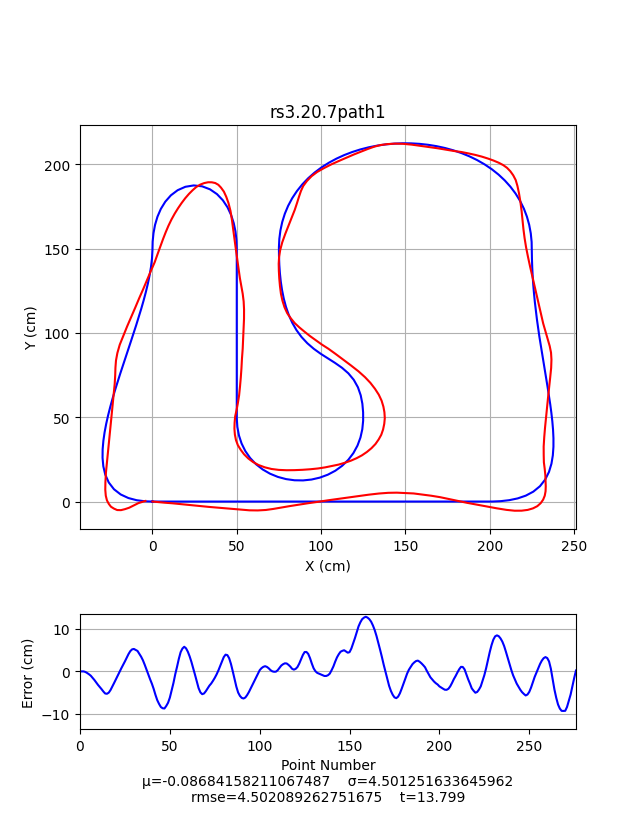 rs3.20.7path1
200
150
100
50
0
Y (cm)
0 50 100 150 200 250
X (cm)
10
0
−10
Error (cm)
0 50 100 150 200 250
Point Number
μ=-0.08684158211067487 σ=4.501251633645962
rmse=4.502089262751675 t=13.799